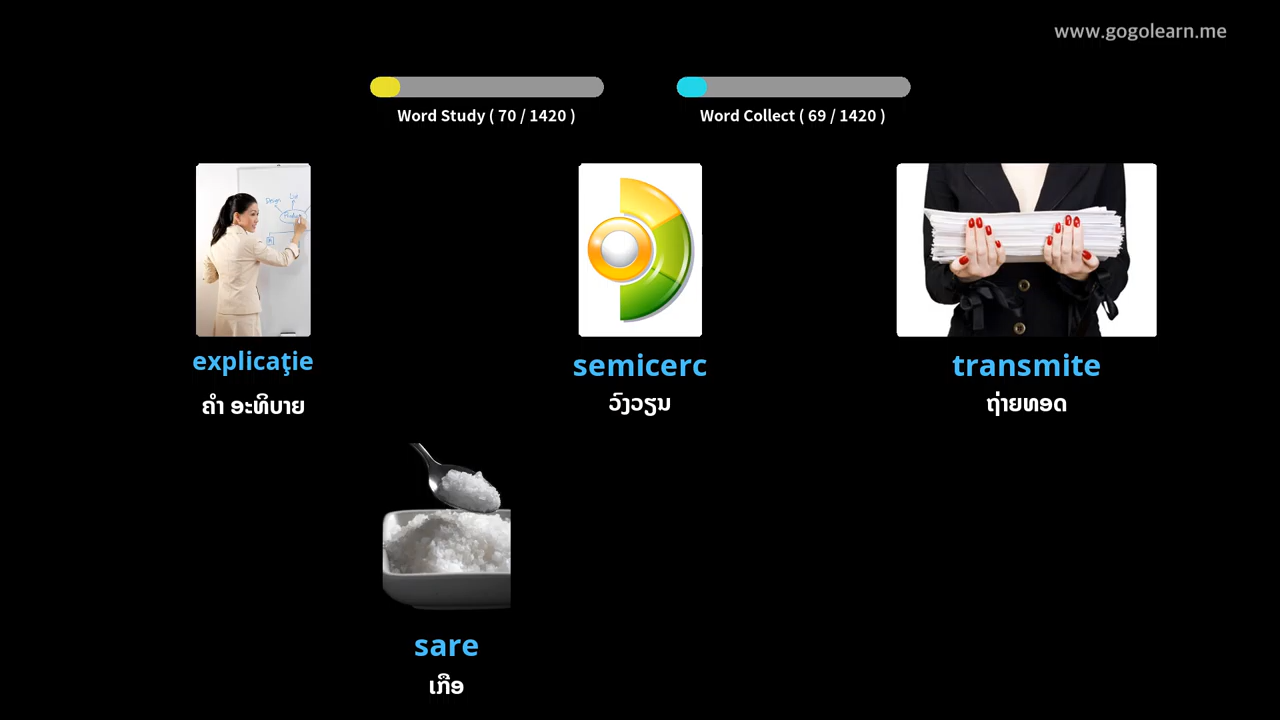 www.gogolearn.me
Word Study ( 70 / 1420 )
Word Collect ( 69 / 1420 )
explicaţie
semicerc
transmite
ຄຳ ອະທິບາຍ
ວົງວຽນ
ຖ່າຍທອດ
sare
ເກືອ